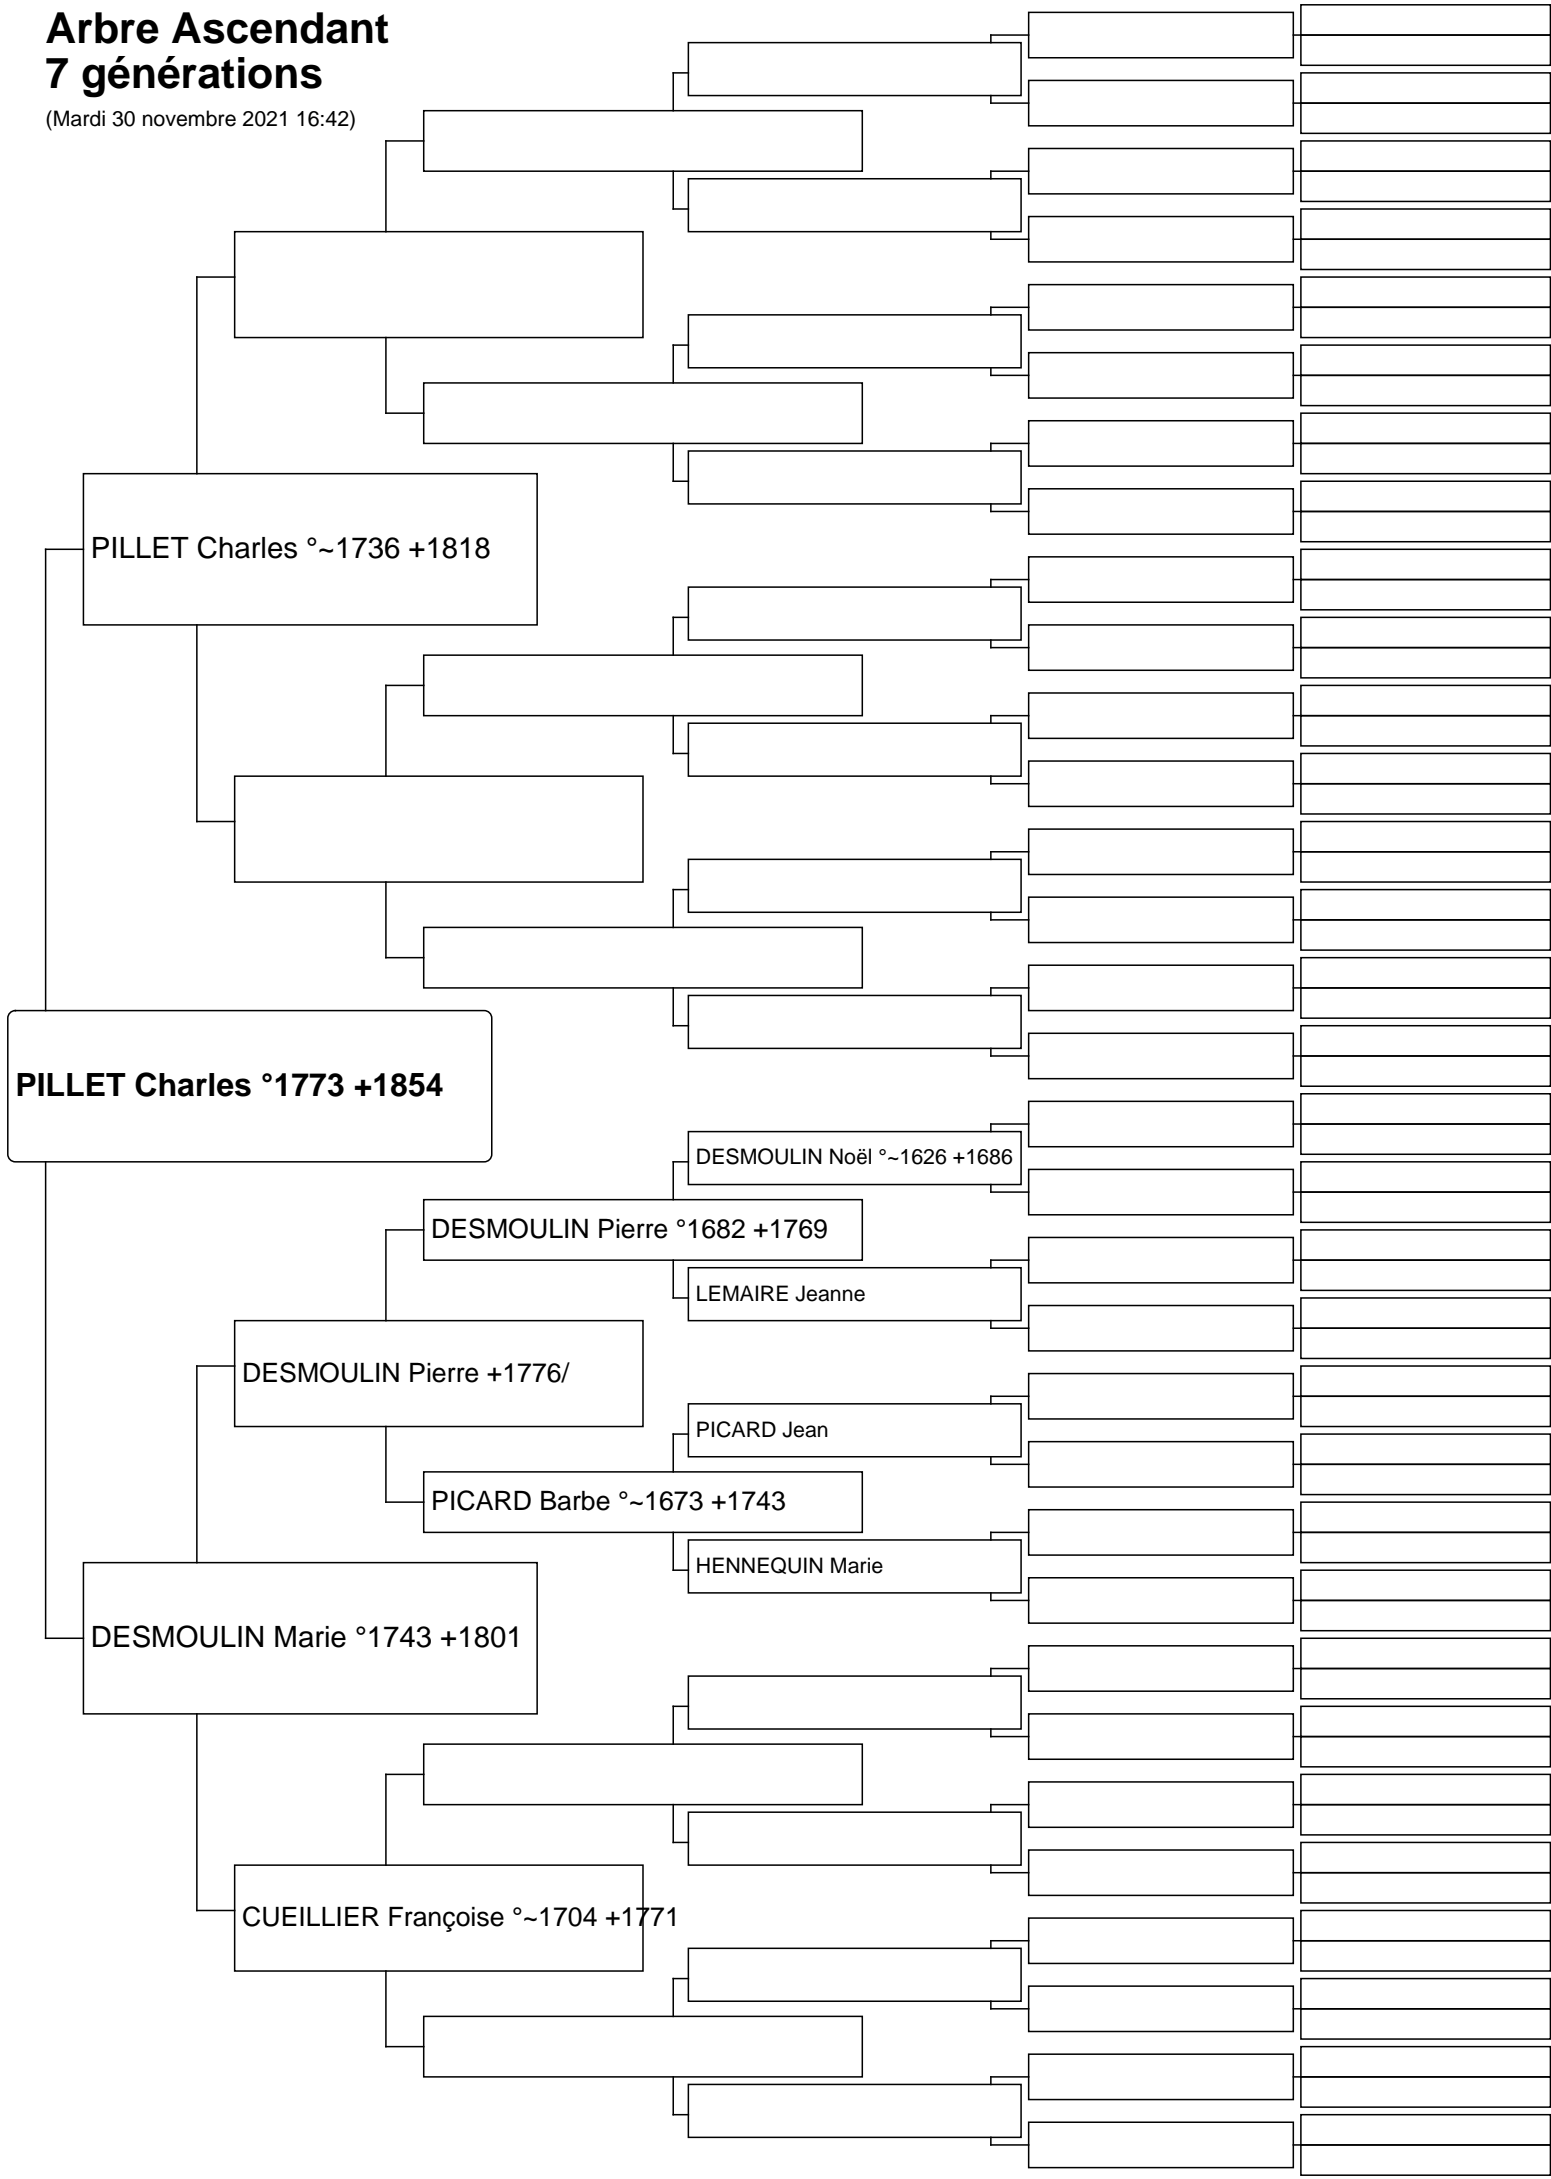 Arbre Ascendant
7 générations
(Mardi 30 novembre 2021 16:42)
PILLET Charles °~1736 +1818
PILLET Charles °1773 +1854
DESMOULIN Noël °~1626 +1686
DESMOULIN Pierre °1682 +1769
LEMAIRE Jeanne
DESMOULIN Pierre +1776/
PICARD Jean
PICARD Barbe °~1673 +1743
HENNEQUIN Marie
DESMOULIN Marie °1743 +1801
CUEILLIER Françoise °~1704 +1771